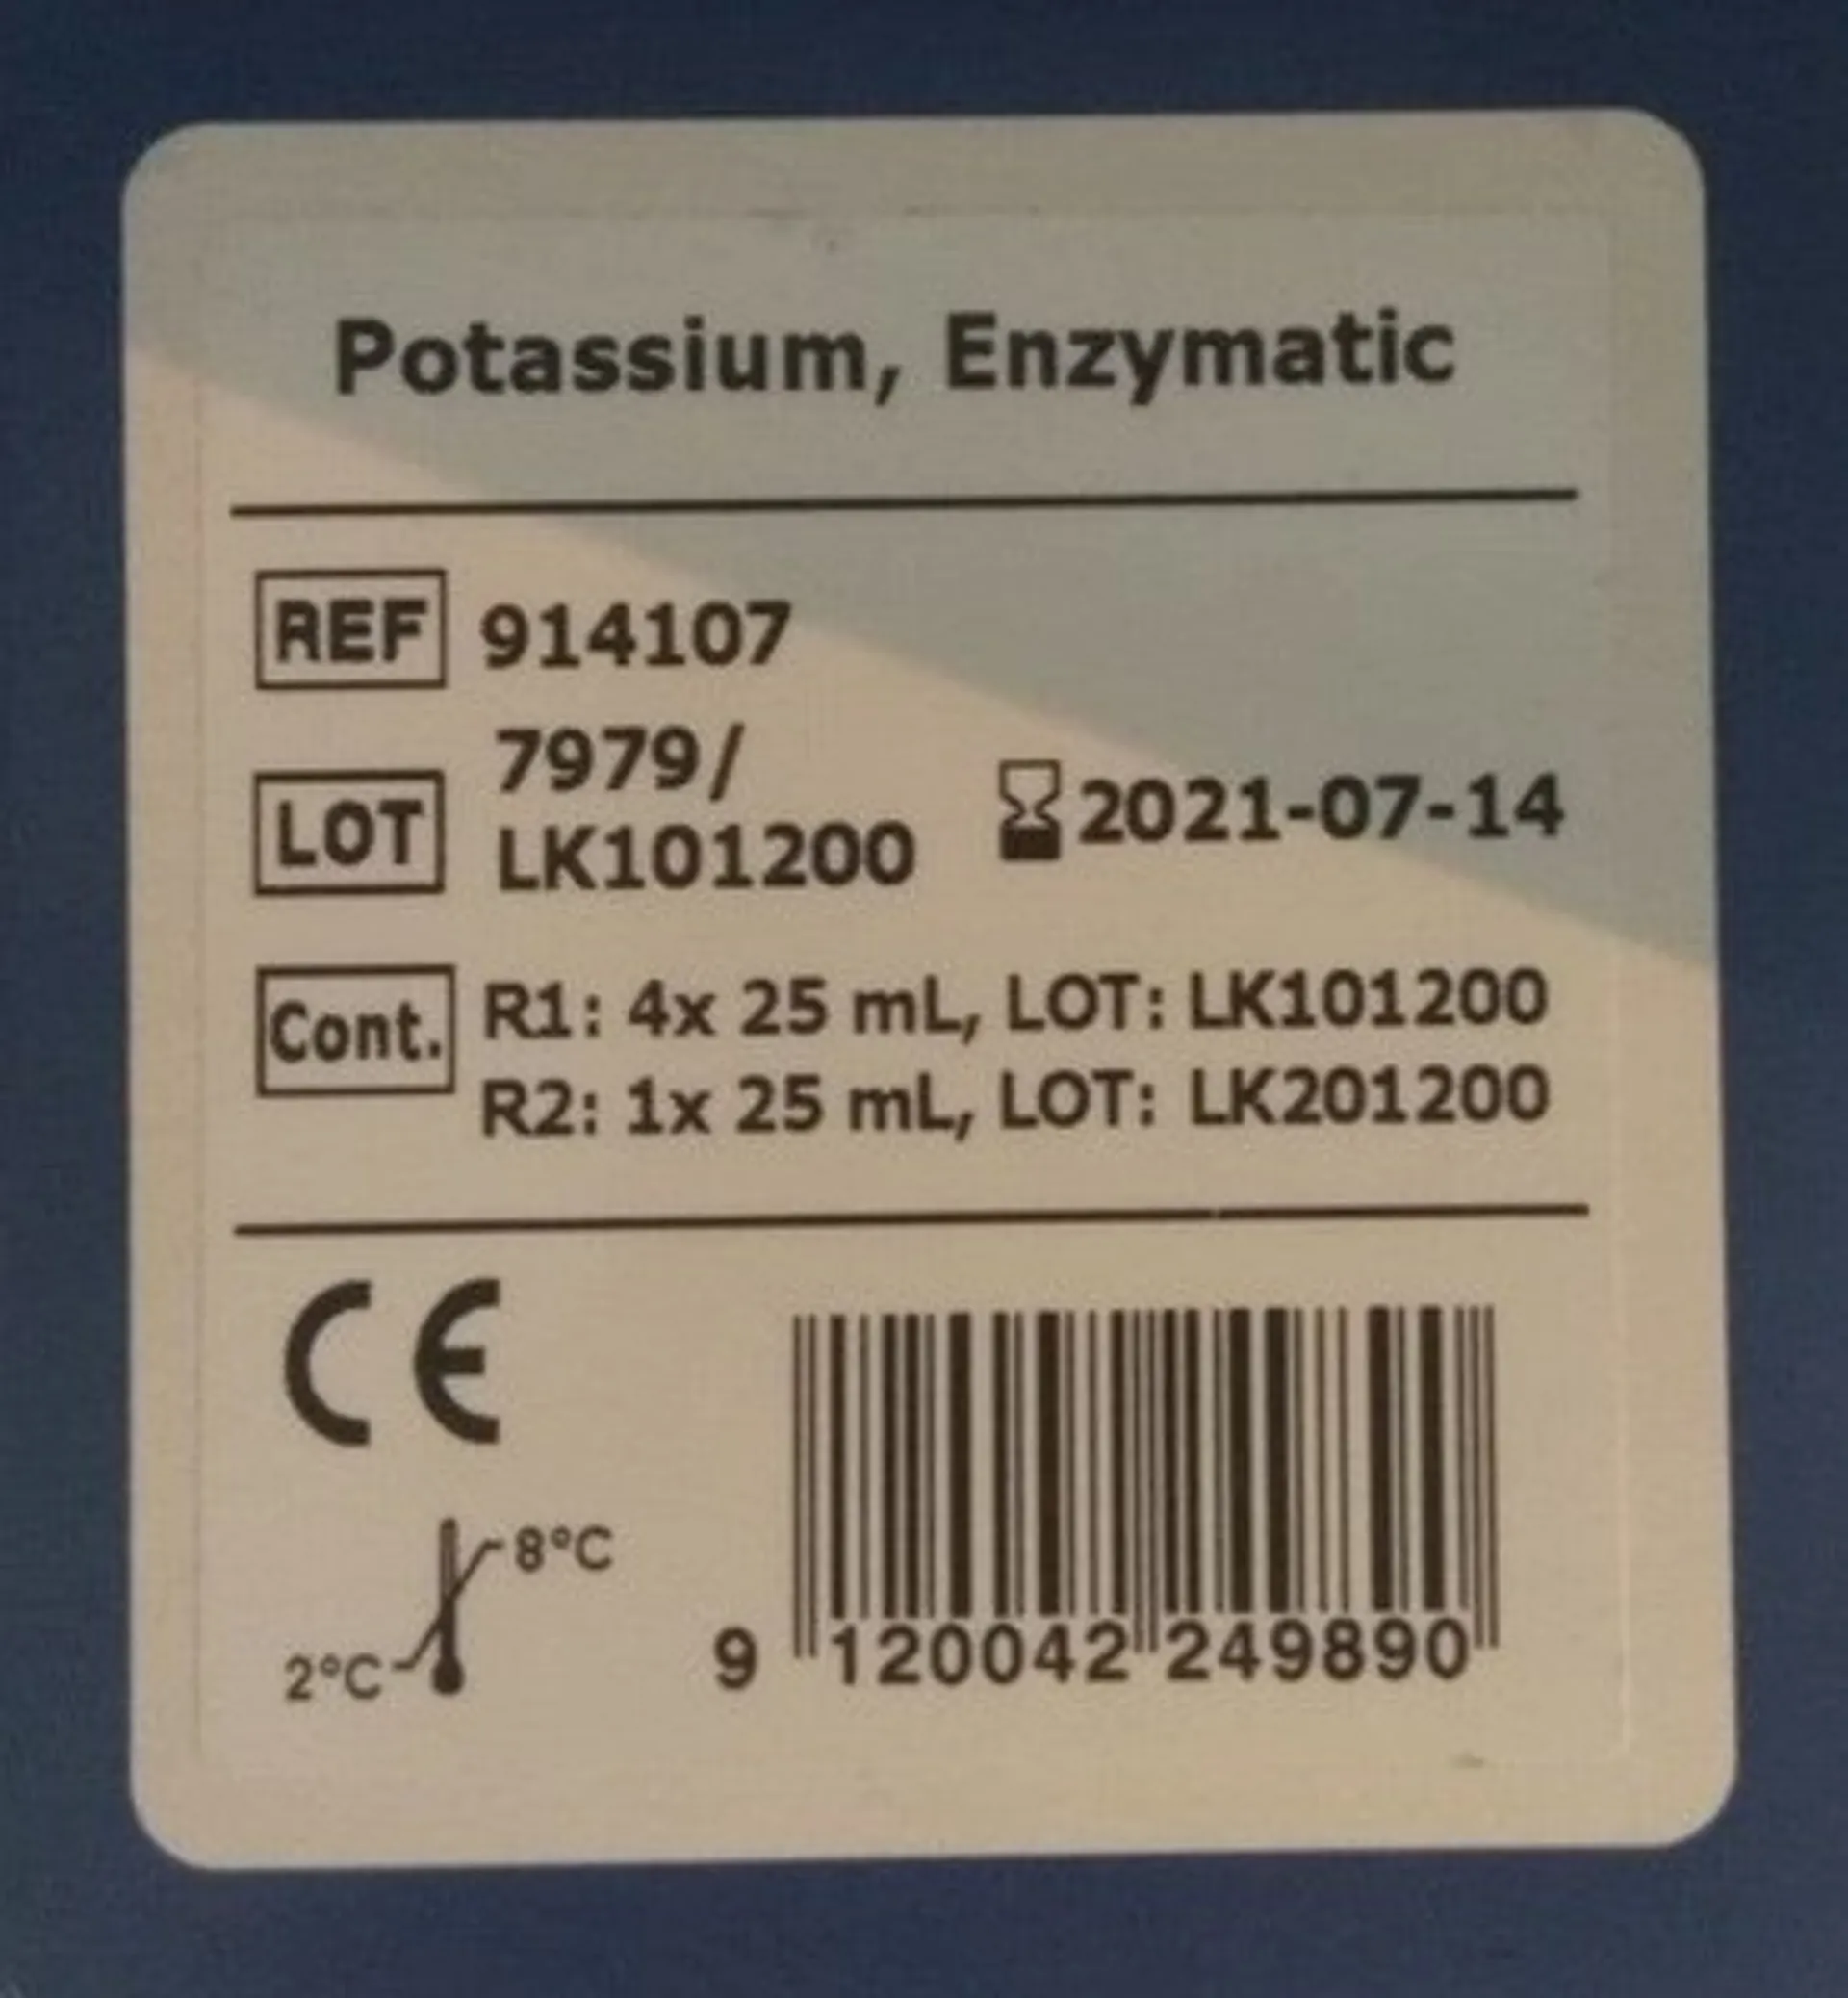 Potassium, Enzymatic
REF 914107
7979/
LOT LK101200 2021-07-14
Cont. R1: 4x 25 mL, LOT: LK101200
R2: 1x 25 mL, LOT: LK201200
CE
8°C
2°C
9 120042 249890